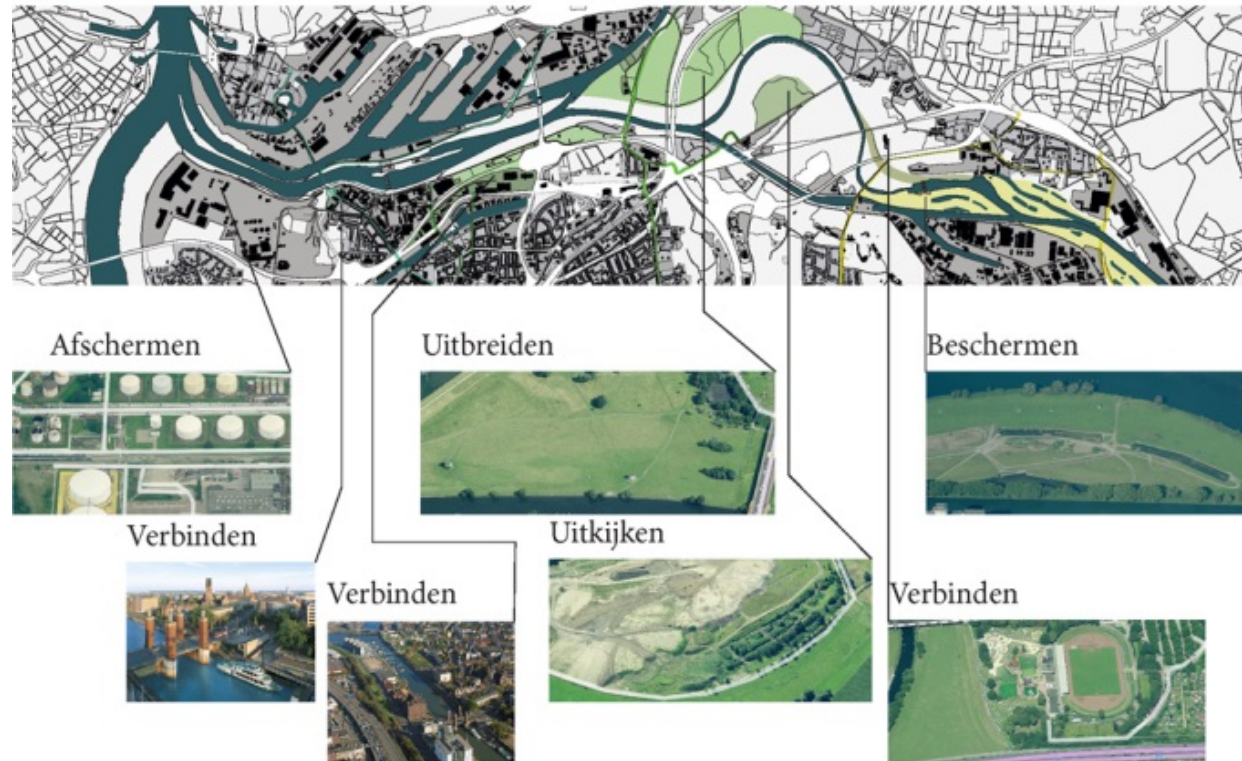 Afschermen
Uitbreiden
Beschermen
Verbinden
Uitkijken
Verbinden
Verbinden